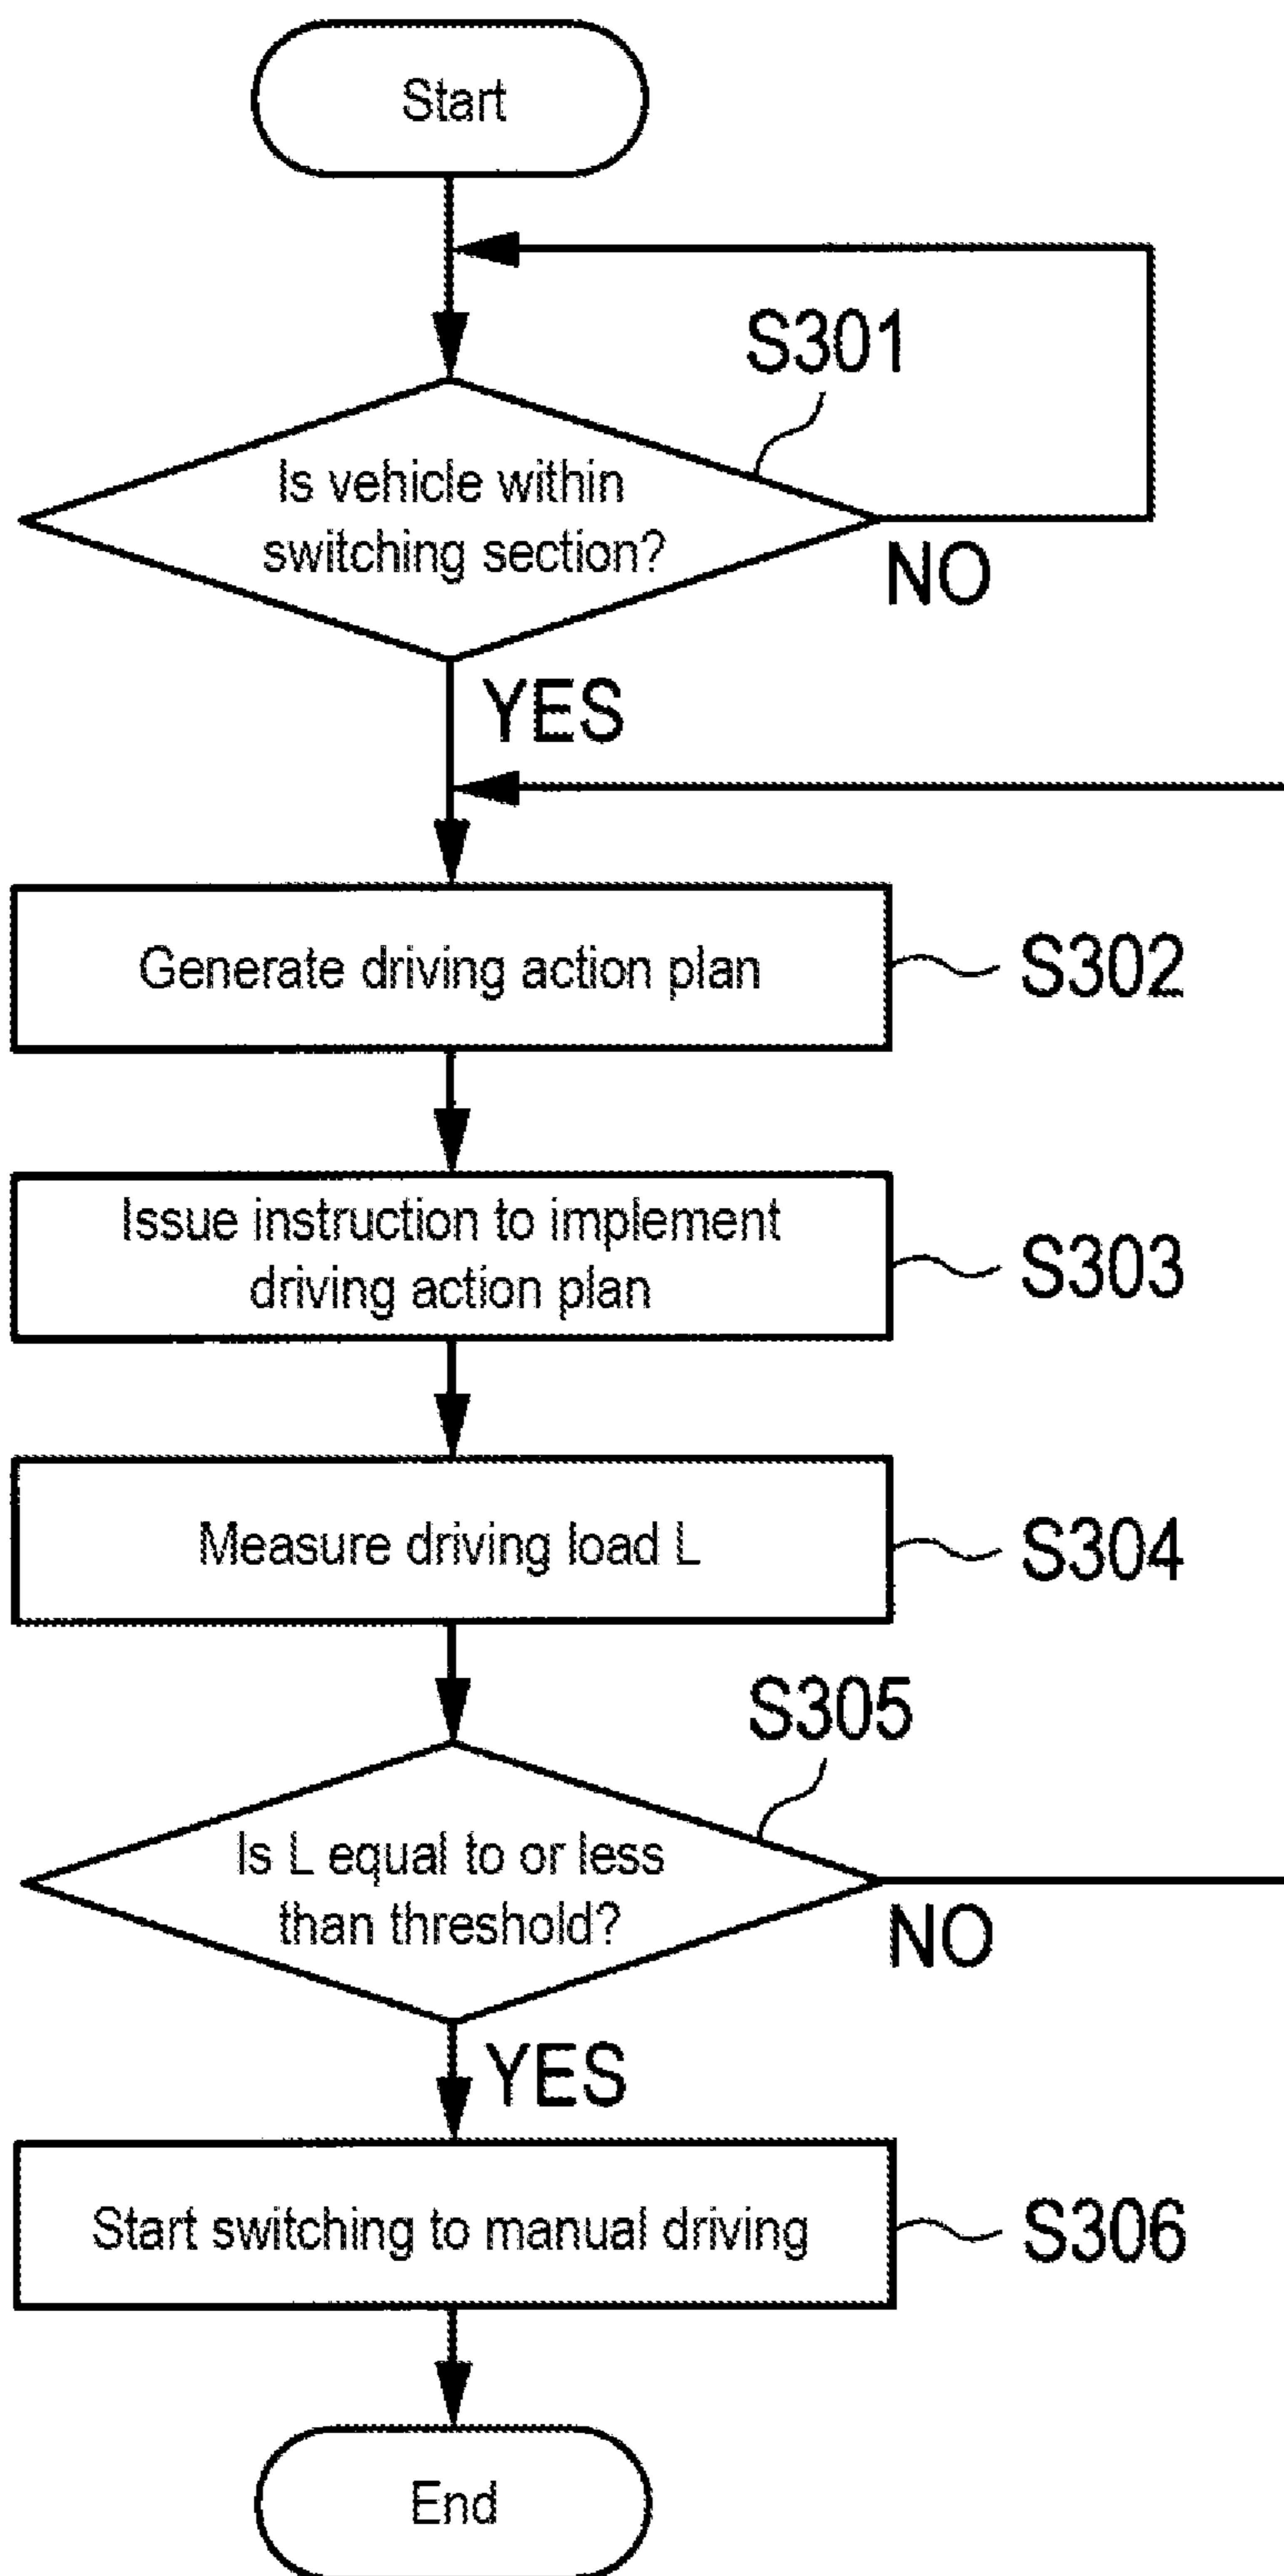 Start
S301
Is vehicle within
switching section?
NO
YES
Generate driving action plan
S302
Issue instruction to implement
driving action plan
S303
Measure driving load L
S304
S305
Is L equal to or less
than threshold?
NO
YES
Start switching to manual driving
S306
End